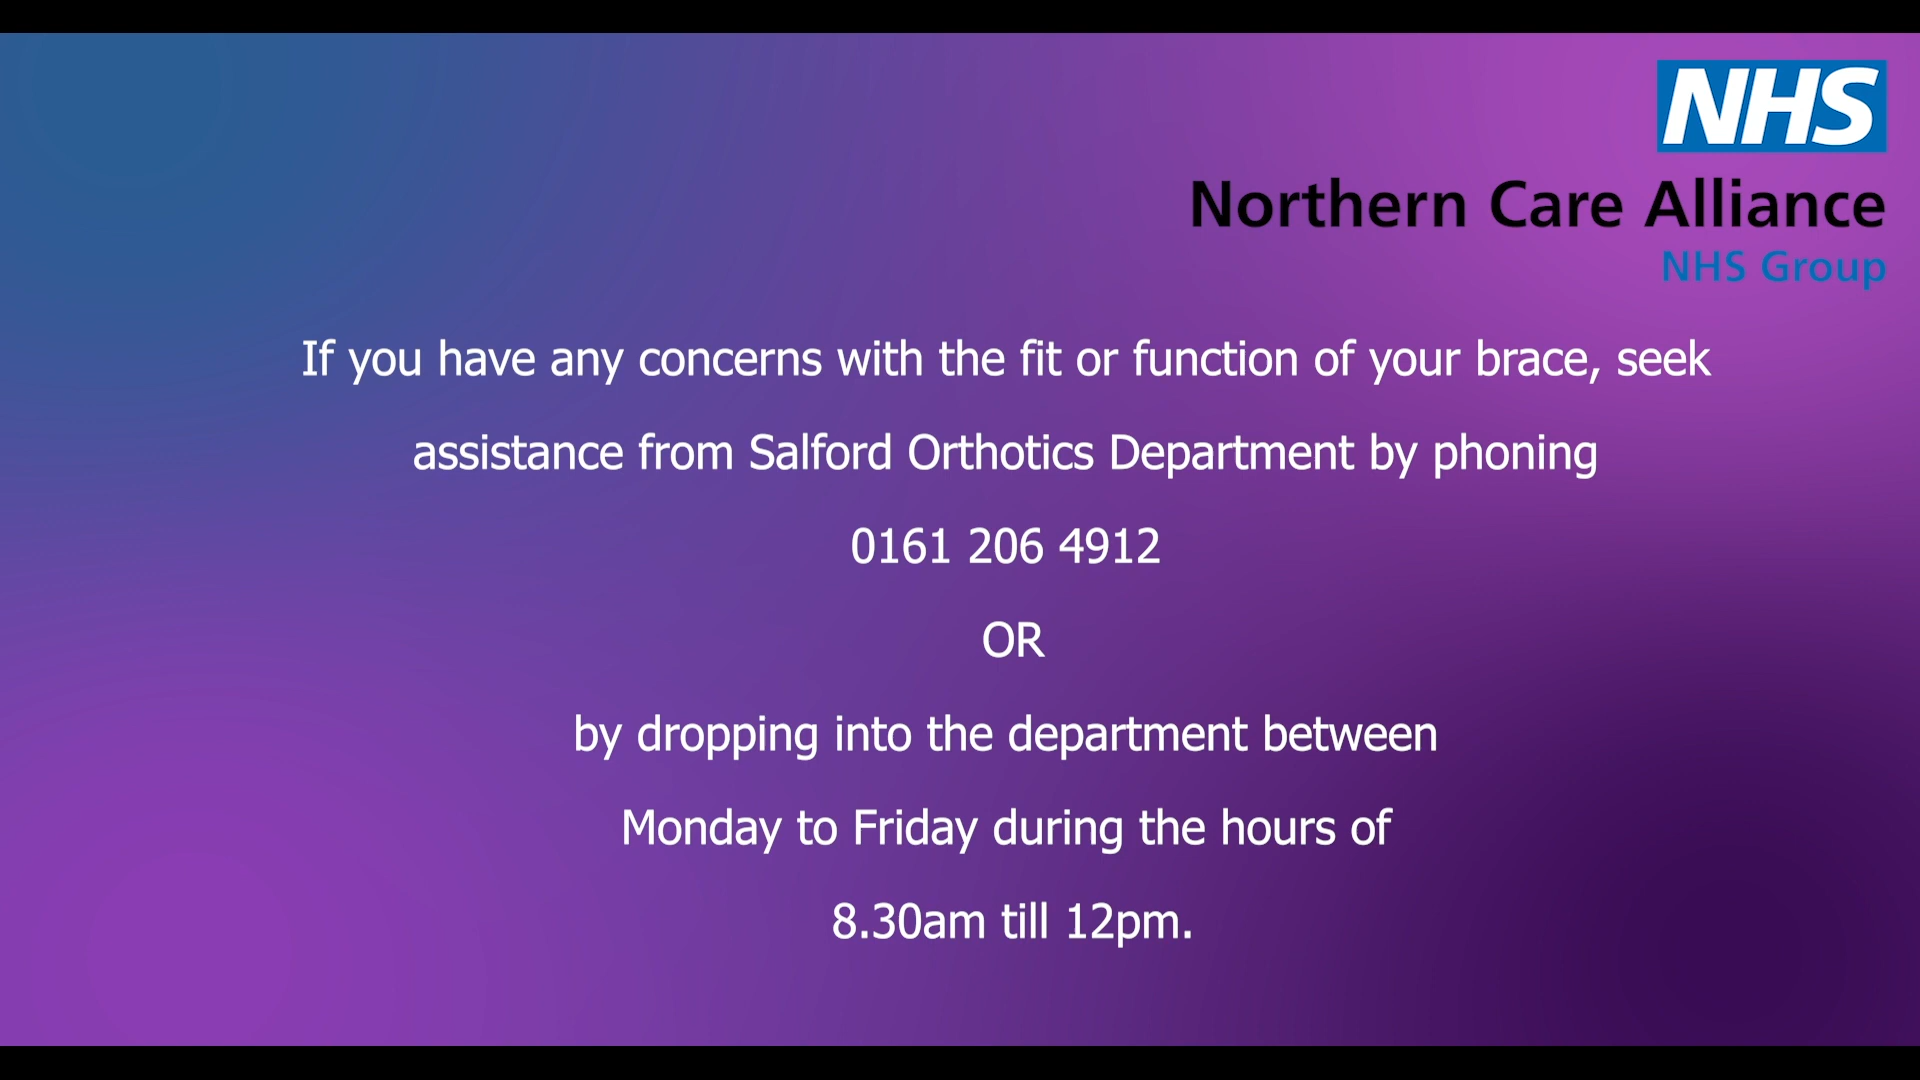 NHS
Northern Care Alliance
NHS Group
If you have any concerns with the fit or function of your brace, seek
assistance from Salford Orthotics Department by phoning
0161 206 4912
OR
by dropping into the department between
Monday to Friday during the hours of
8.30am till 12pm.